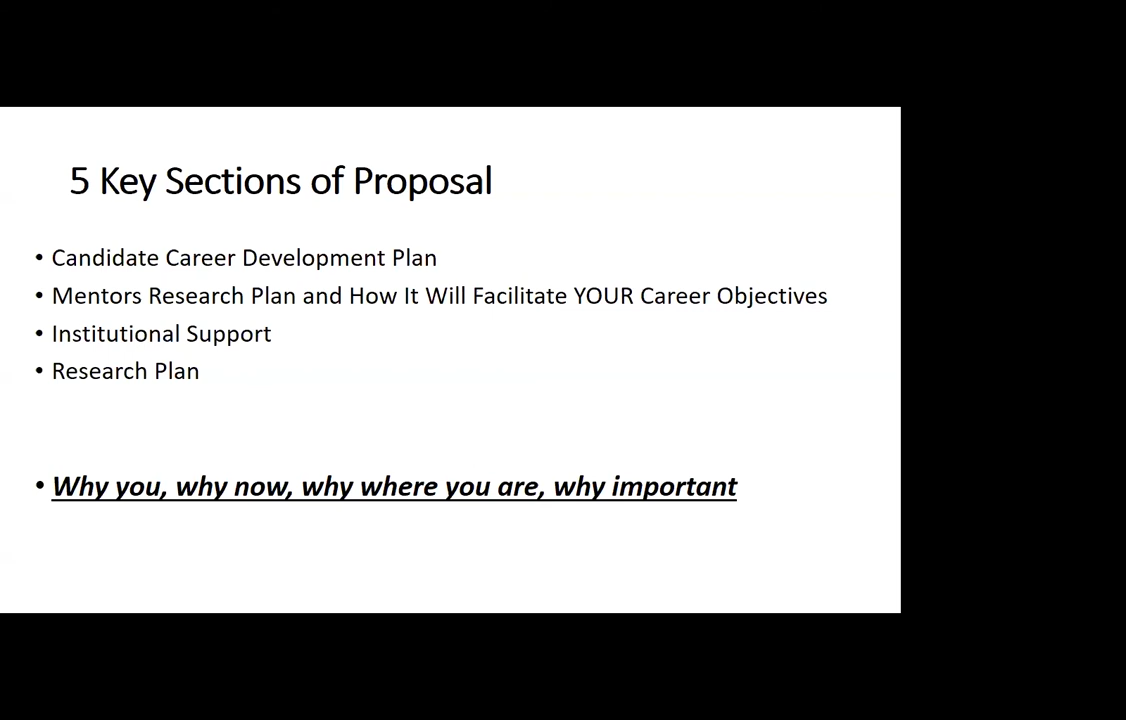 5 Key Sections of Proposal
• Candidate Career Development Plan
• Mentors Research Plan and How It Will Facilitate YOUR Career Objectives
• Institutional Support
• Research Plan
• Why you, why now, why where you are, why important